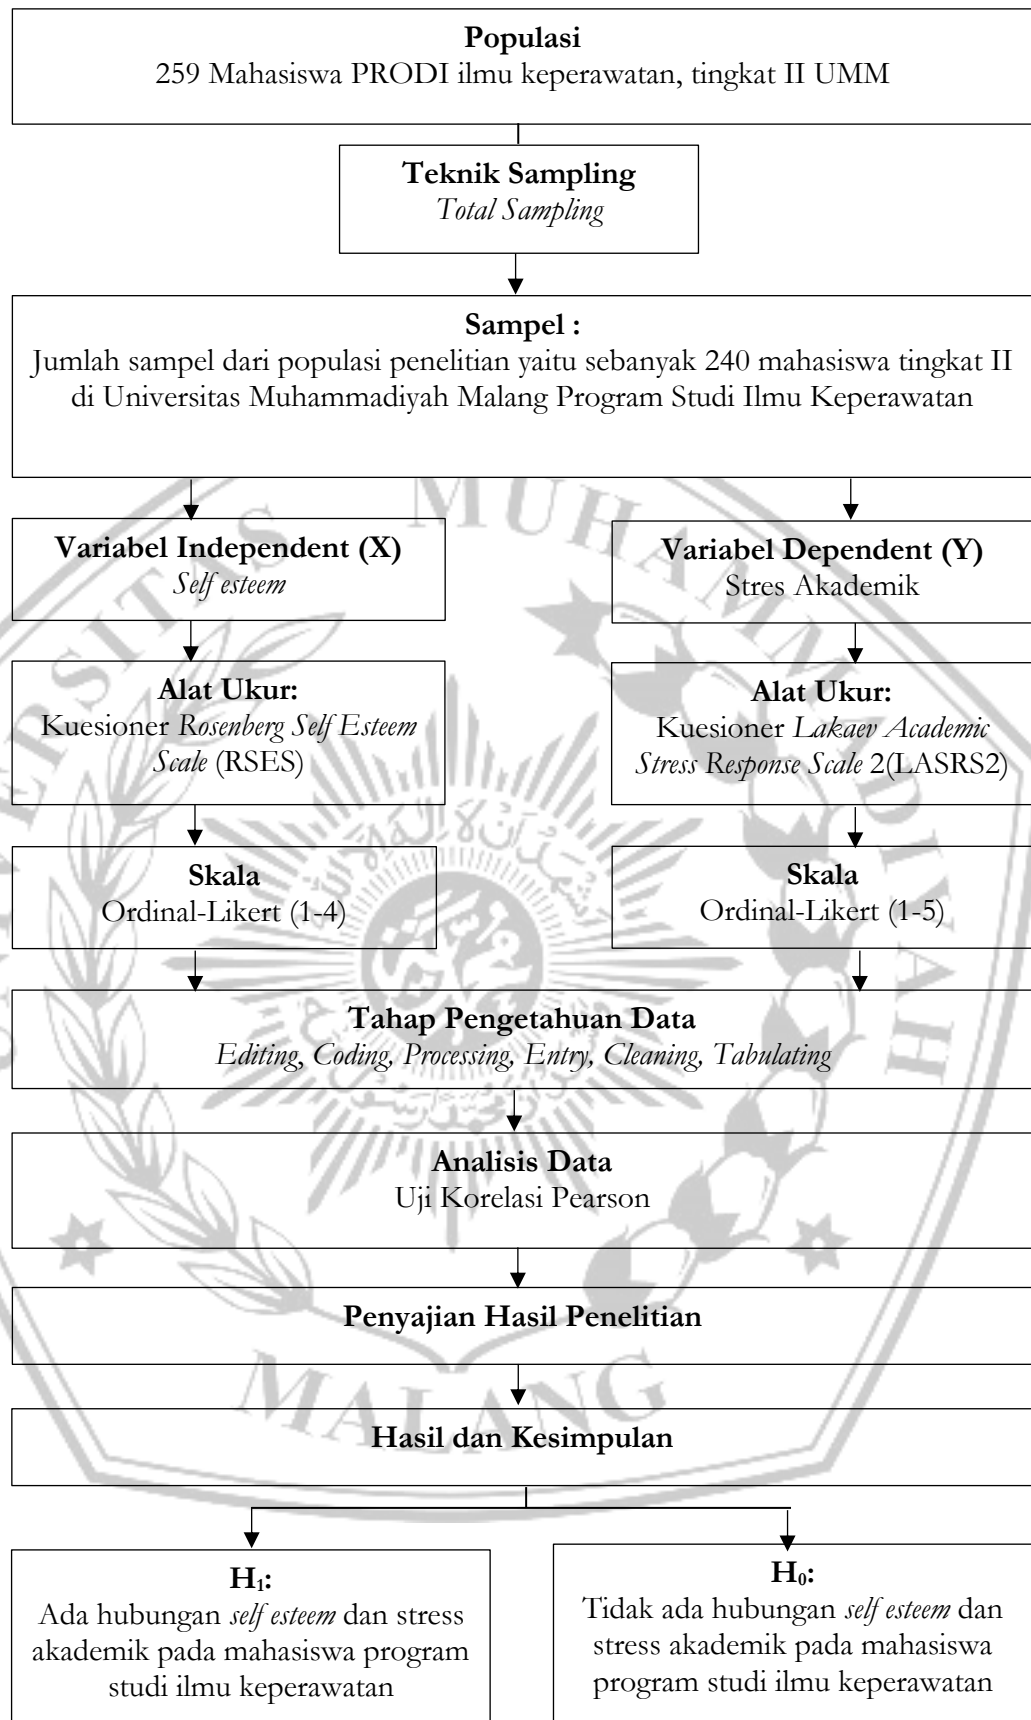 Populasi
259 Mahasiswa PRODI ilmu keperawatan, tingkat II UMM
Teknik Sampling
Total Sampling
Sampel :
Jumlah sampel dari populasi penelitian yaitu sebanyak 240 mahasiswa tingkat II
di Universitas Muhammadiyah Malang Program Studi Ilmu Keperawatan
Variabel Independent (X)
Self esteem
Variabel Dependent (Y)
Stres Akademik
Alat Ukur:
Kuesioner Rosenberg Self Esteem
Scale (RSES)
Alat Ukur:
Kuesioner Lakaev Academic
Stress Response Scale 2(LASRS2)
Skala
Ordinal-Likert (1-4)
Skala
Ordinal-Likert (1-5)
Tahap Pengetahuan Data
Editing, Coding, Processing, Entry, Cleaning, Tabulating
Analisis Data
Uji Korelasi Pearson
Penyajian Hasil Penelitian
Hasil dan Kesimpulan
H₁:
Ada hubungan self esteem dan stress
akademik pada mahasiswa program
studi ilmu keperawatan
H₀:
Tidak ada hubungan self esteem dan
stress akademik pada mahasiswa
program studi ilmu keperawatan
MUHAMMADIYAH
MALANG